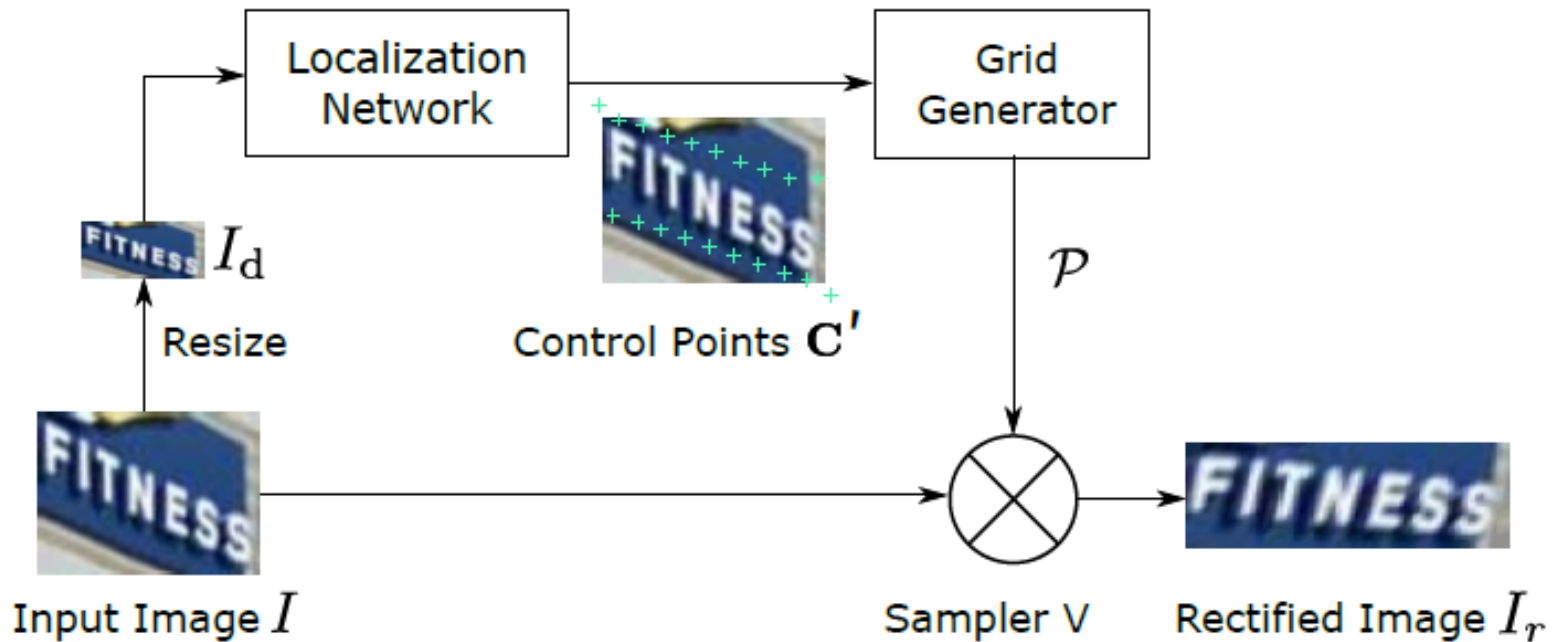 Localization
Network
Grid
Generator
FITNESS
FITNESS I_d
𝒫
Resize
Control Points C′
FITNESS
FITNESS
Input Image I
Sampler V
Rectified Image I_r